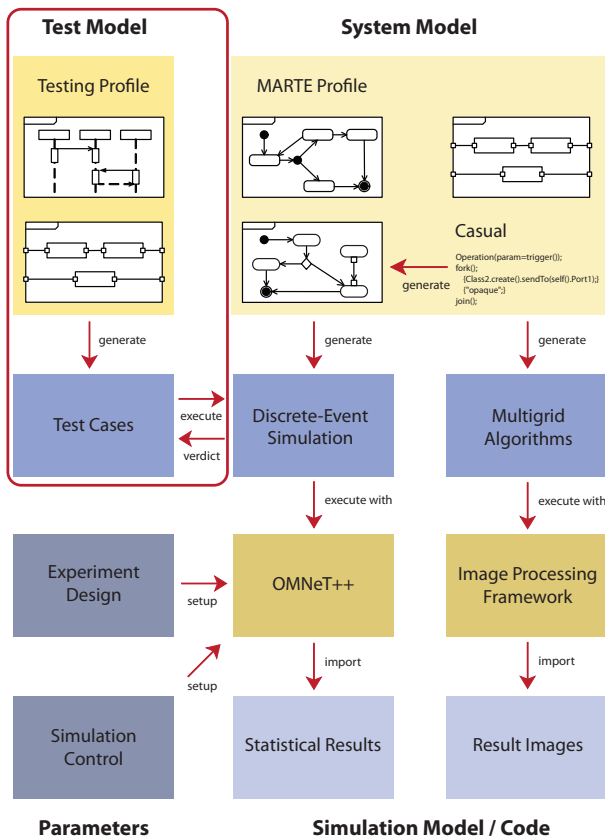 Test Model
System Model
Testing Profile
MARTE Profile
Casual
Operation(param=trigger());
fork();
{Class2.create().sendTo(self().Port1);}
{"opaque";}
join();
generate
generate
generate
generate
Test Cases
execute
verdict
Discrete-Event
Simulation
Multigrid
Algorithms
execute with
execute with
Experiment
Design
setup
OMNeT++
Image Processing
Framework
setup
import
import
Simulation
Control
Statistical Results
Result Images
Parameters
Simulation Model / Code